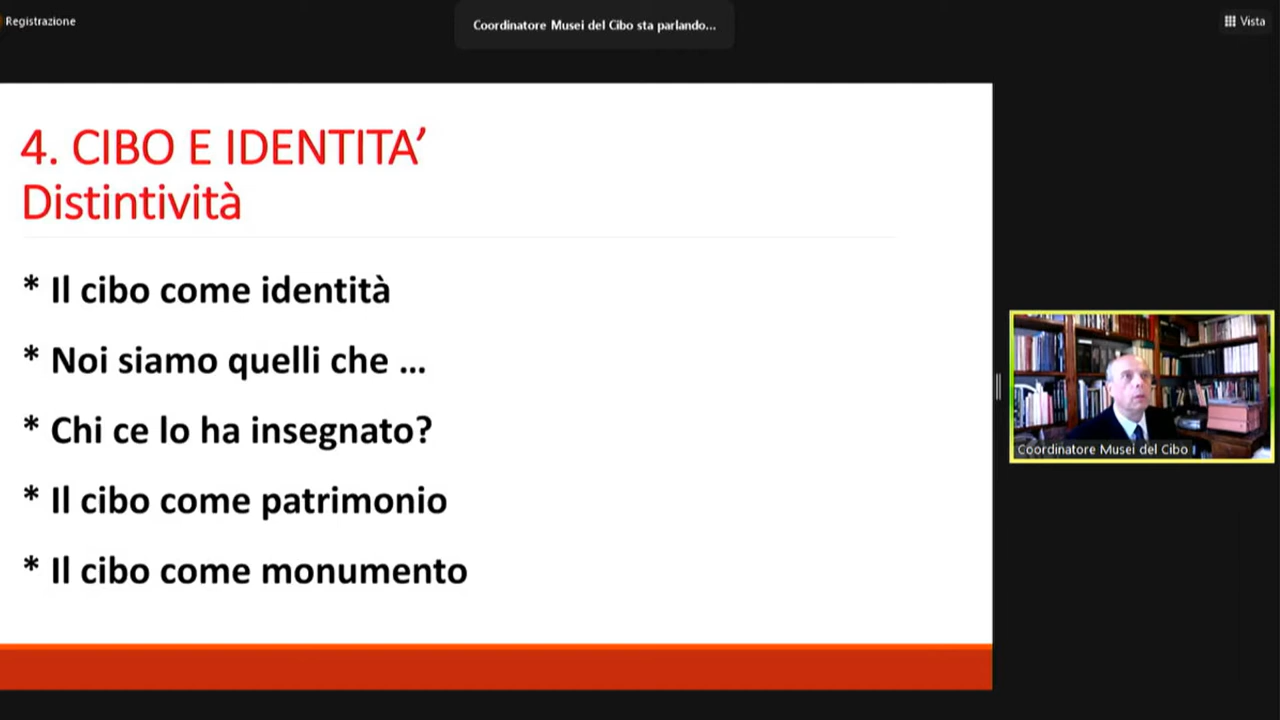 Registrazione
Coordinatore Musei del Cibo sta parlando...
Vista
4. CIBO E IDENTITA’
Distintività
* Il cibo come identità
* Noi siamo quelli che ...
* Chi ce lo ha insegnato?
* Il cibo come patrimonio
* Il cibo come monumento
Coordinatore Musei del Cibo